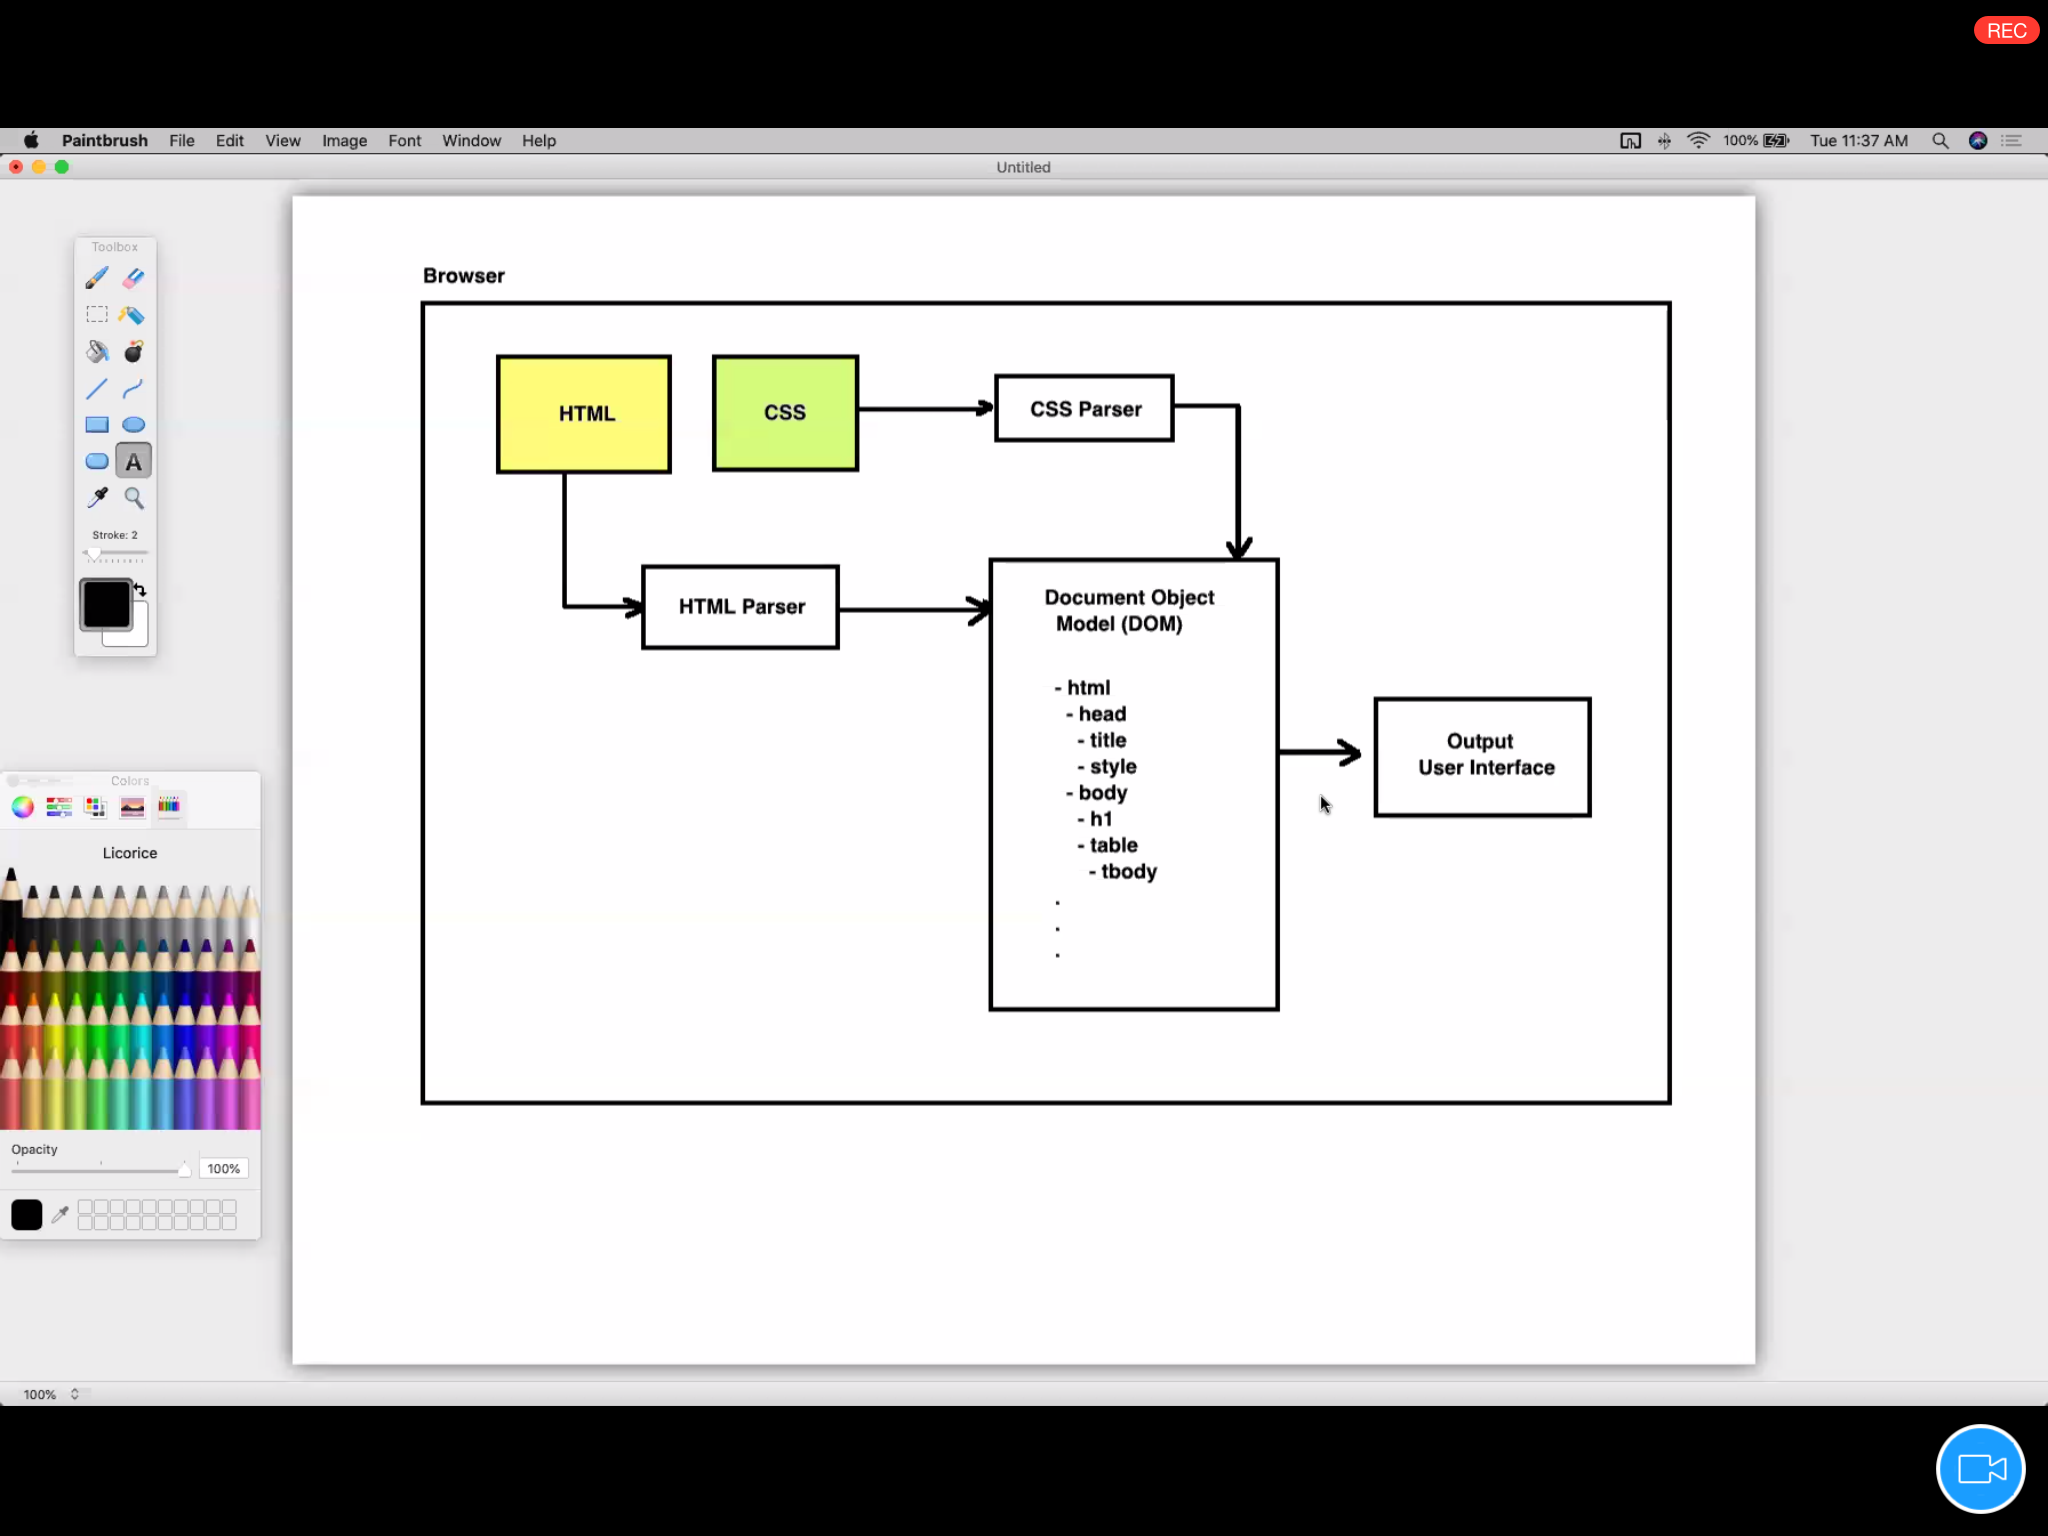 REC
Paintbrush File Edit View Image Font Window Help 100% Tue 11:37 AM
Untitled
Toolbox
A
Stroke: 2
Colors
Licorice
Opacity
100%
100%
Browser
HTML
CSS
CSS Parser
HTML Parser
Document Object
Model (DOM)
- html
- head
- title
- style
- body
- h1
- table
- tbody
.
.
.
Output
User Interface